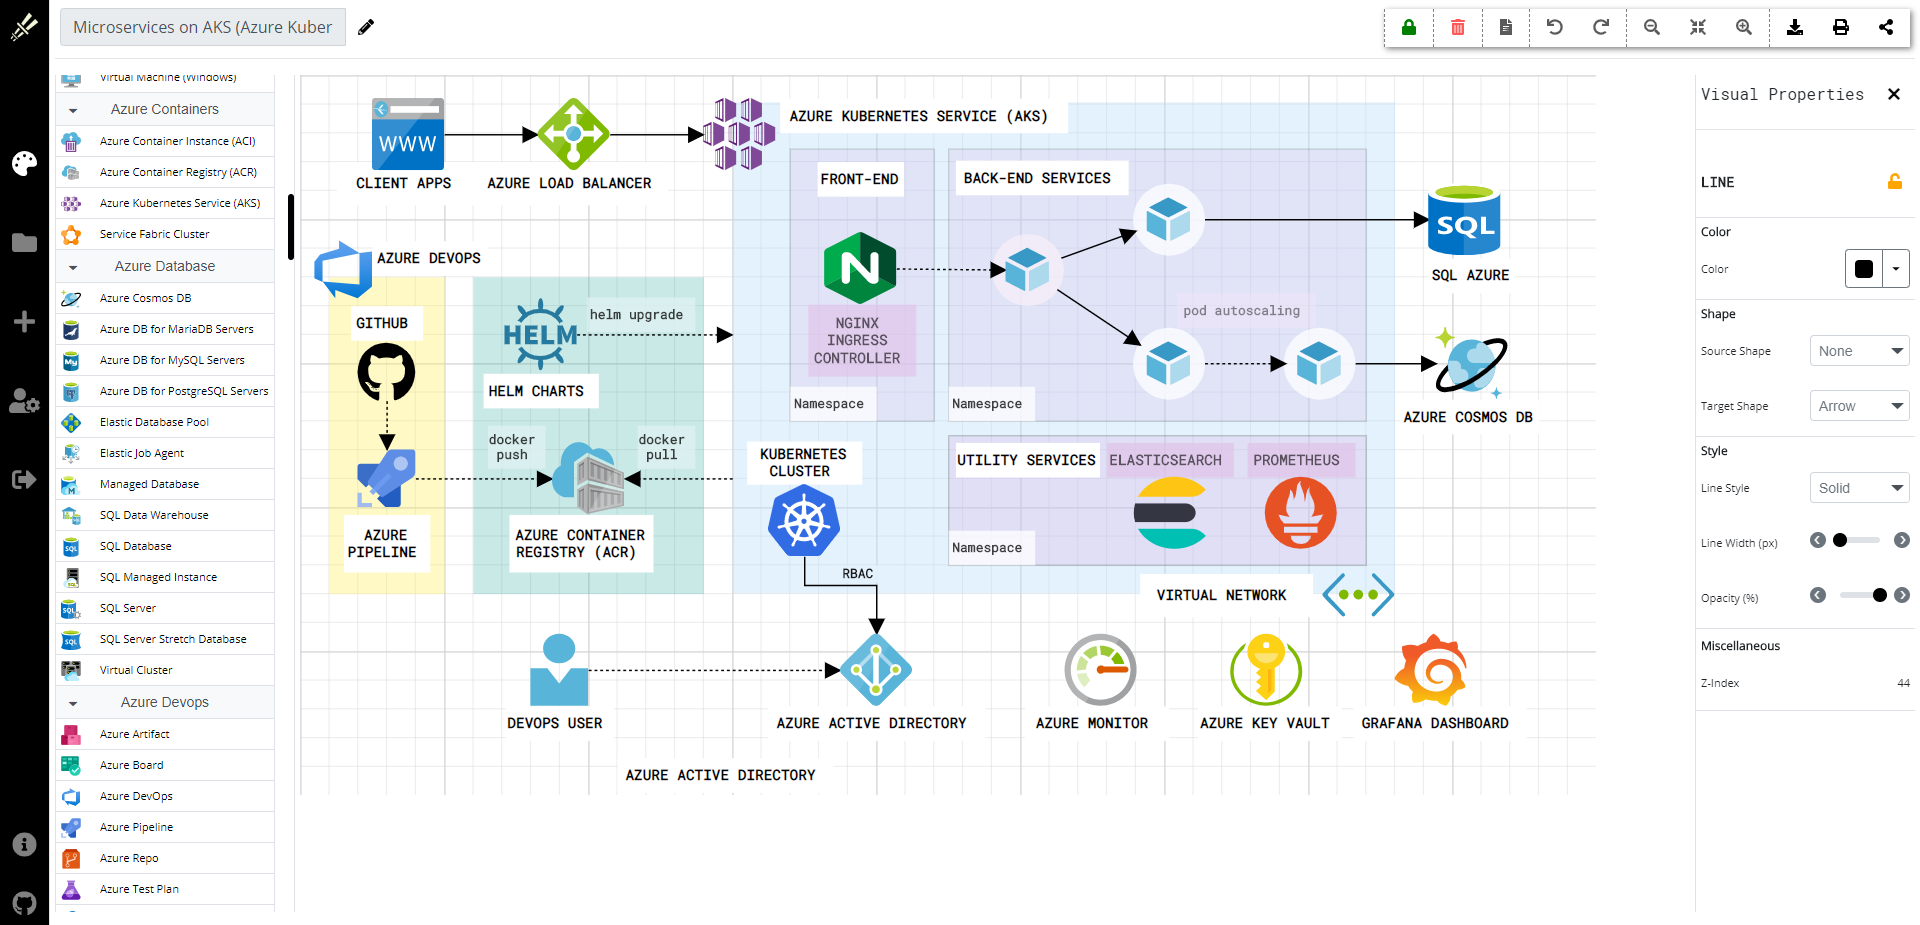 Microservices on AKS (Azure Kuber
Virtual Machine (Windows)
Azure Containers
Azure Container Instance (ACI)
Azure Container Registry (ACR)
Azure Kubernetes Service (AKS)
Service Fabric Cluster
Azure Database
Azure Cosmos DB
Azure DB for MariaDB Servers
Azure DB for MySQL Servers
Azure DB for PostgreSQL Servers
Elastic Database Pool
Elastic Job Agent
Managed Database
SQL Data Warehouse
SQL Database
SQL Managed Instance
SQL Server
SQL Server Stretch Database
Virtual Cluster
Azure Devops
Azure Artifact
Azure Board
Azure DevOps
Azure Pipeline
Azure Repo
Azure Test Plan
WWW
CLIENT APPS
AZURE LOAD BALANCER
AZURE KUBERNETES SERVICE (AKS)
FRONT-END
BACK-END SERVICES
N
NGINX
INGRESS
CONTROLLER
Namespace
pod autoscaling
Namespace
SQL
SQL AZURE
AZURE COSMOS DB
AZURE DEVOPS
GITHUB
HELM
helm upgrade
HELM CHARTS
docker
push
docker
pull
AZURE
PIPELINE
AZURE CONTAINER
REGISTRY (ACR)
KUBERNETES
CLUSTER
UTILITY SERVICES
ELASTICSEARCH
PROMETHEUS
Namespace
RBAC
VIRTUAL NETWORK
DEVOPS USER
AZURE ACTIVE DIRECTORY
AZURE MONITOR
AZURE KEY VAULT
GRAFANA DASHBOARD
AZURE ACTIVE DIRECTORY
Visual Properties
LINE
Color
Color
Shape
Source Shape
None
Target Shape
Arrow
Style
Line Style
Solid
Line Width (px)
Opacity (%)
Miscellaneous
Z-Index
44